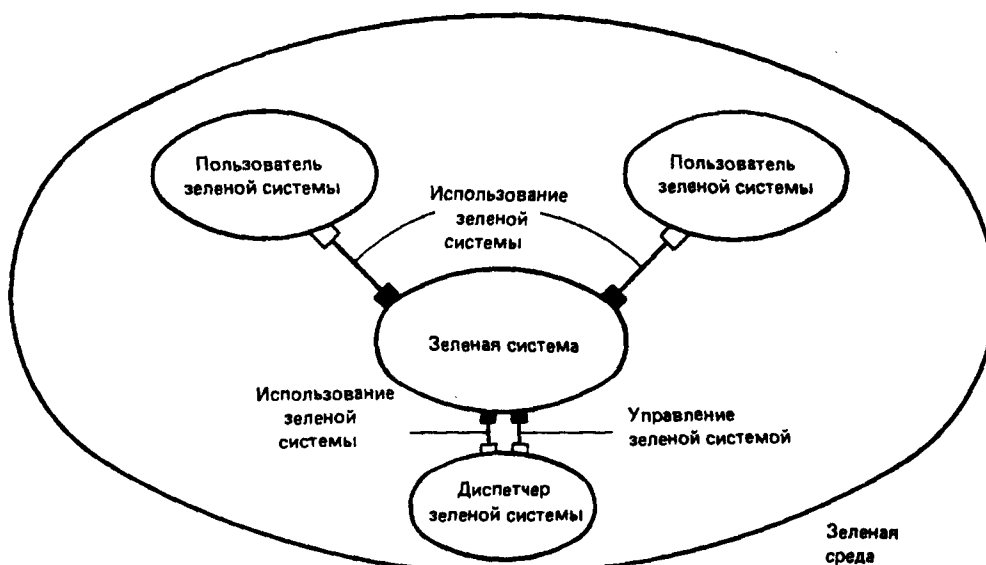 Пользователь
зеленой системы
Пользователь
зеленой системы
Использование
зеленой
системы
Зеленая система
Использование
зеленой
системы
Управление
зеленой системой
Диспетчер
зеленой системы
Зеленая
среда